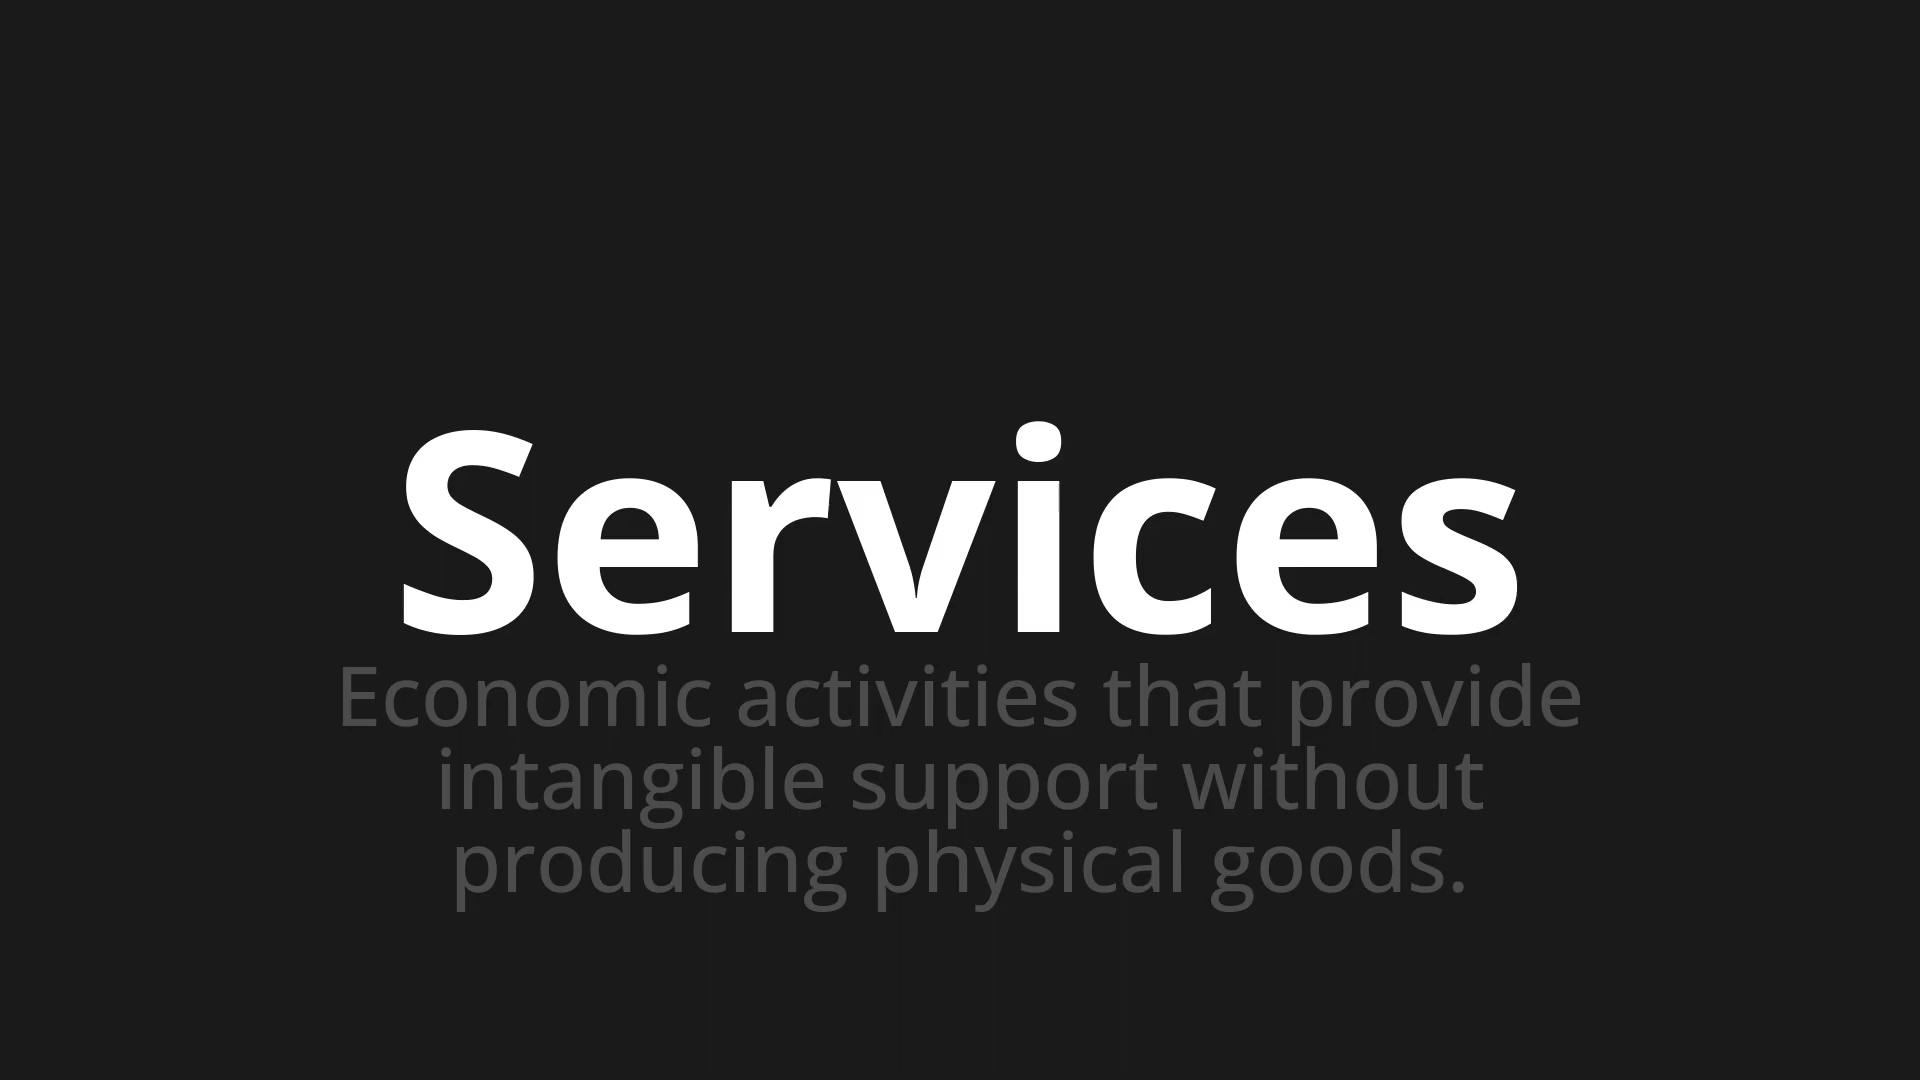 Services
Economic activities that provide
intangible support without
producing physical goods.